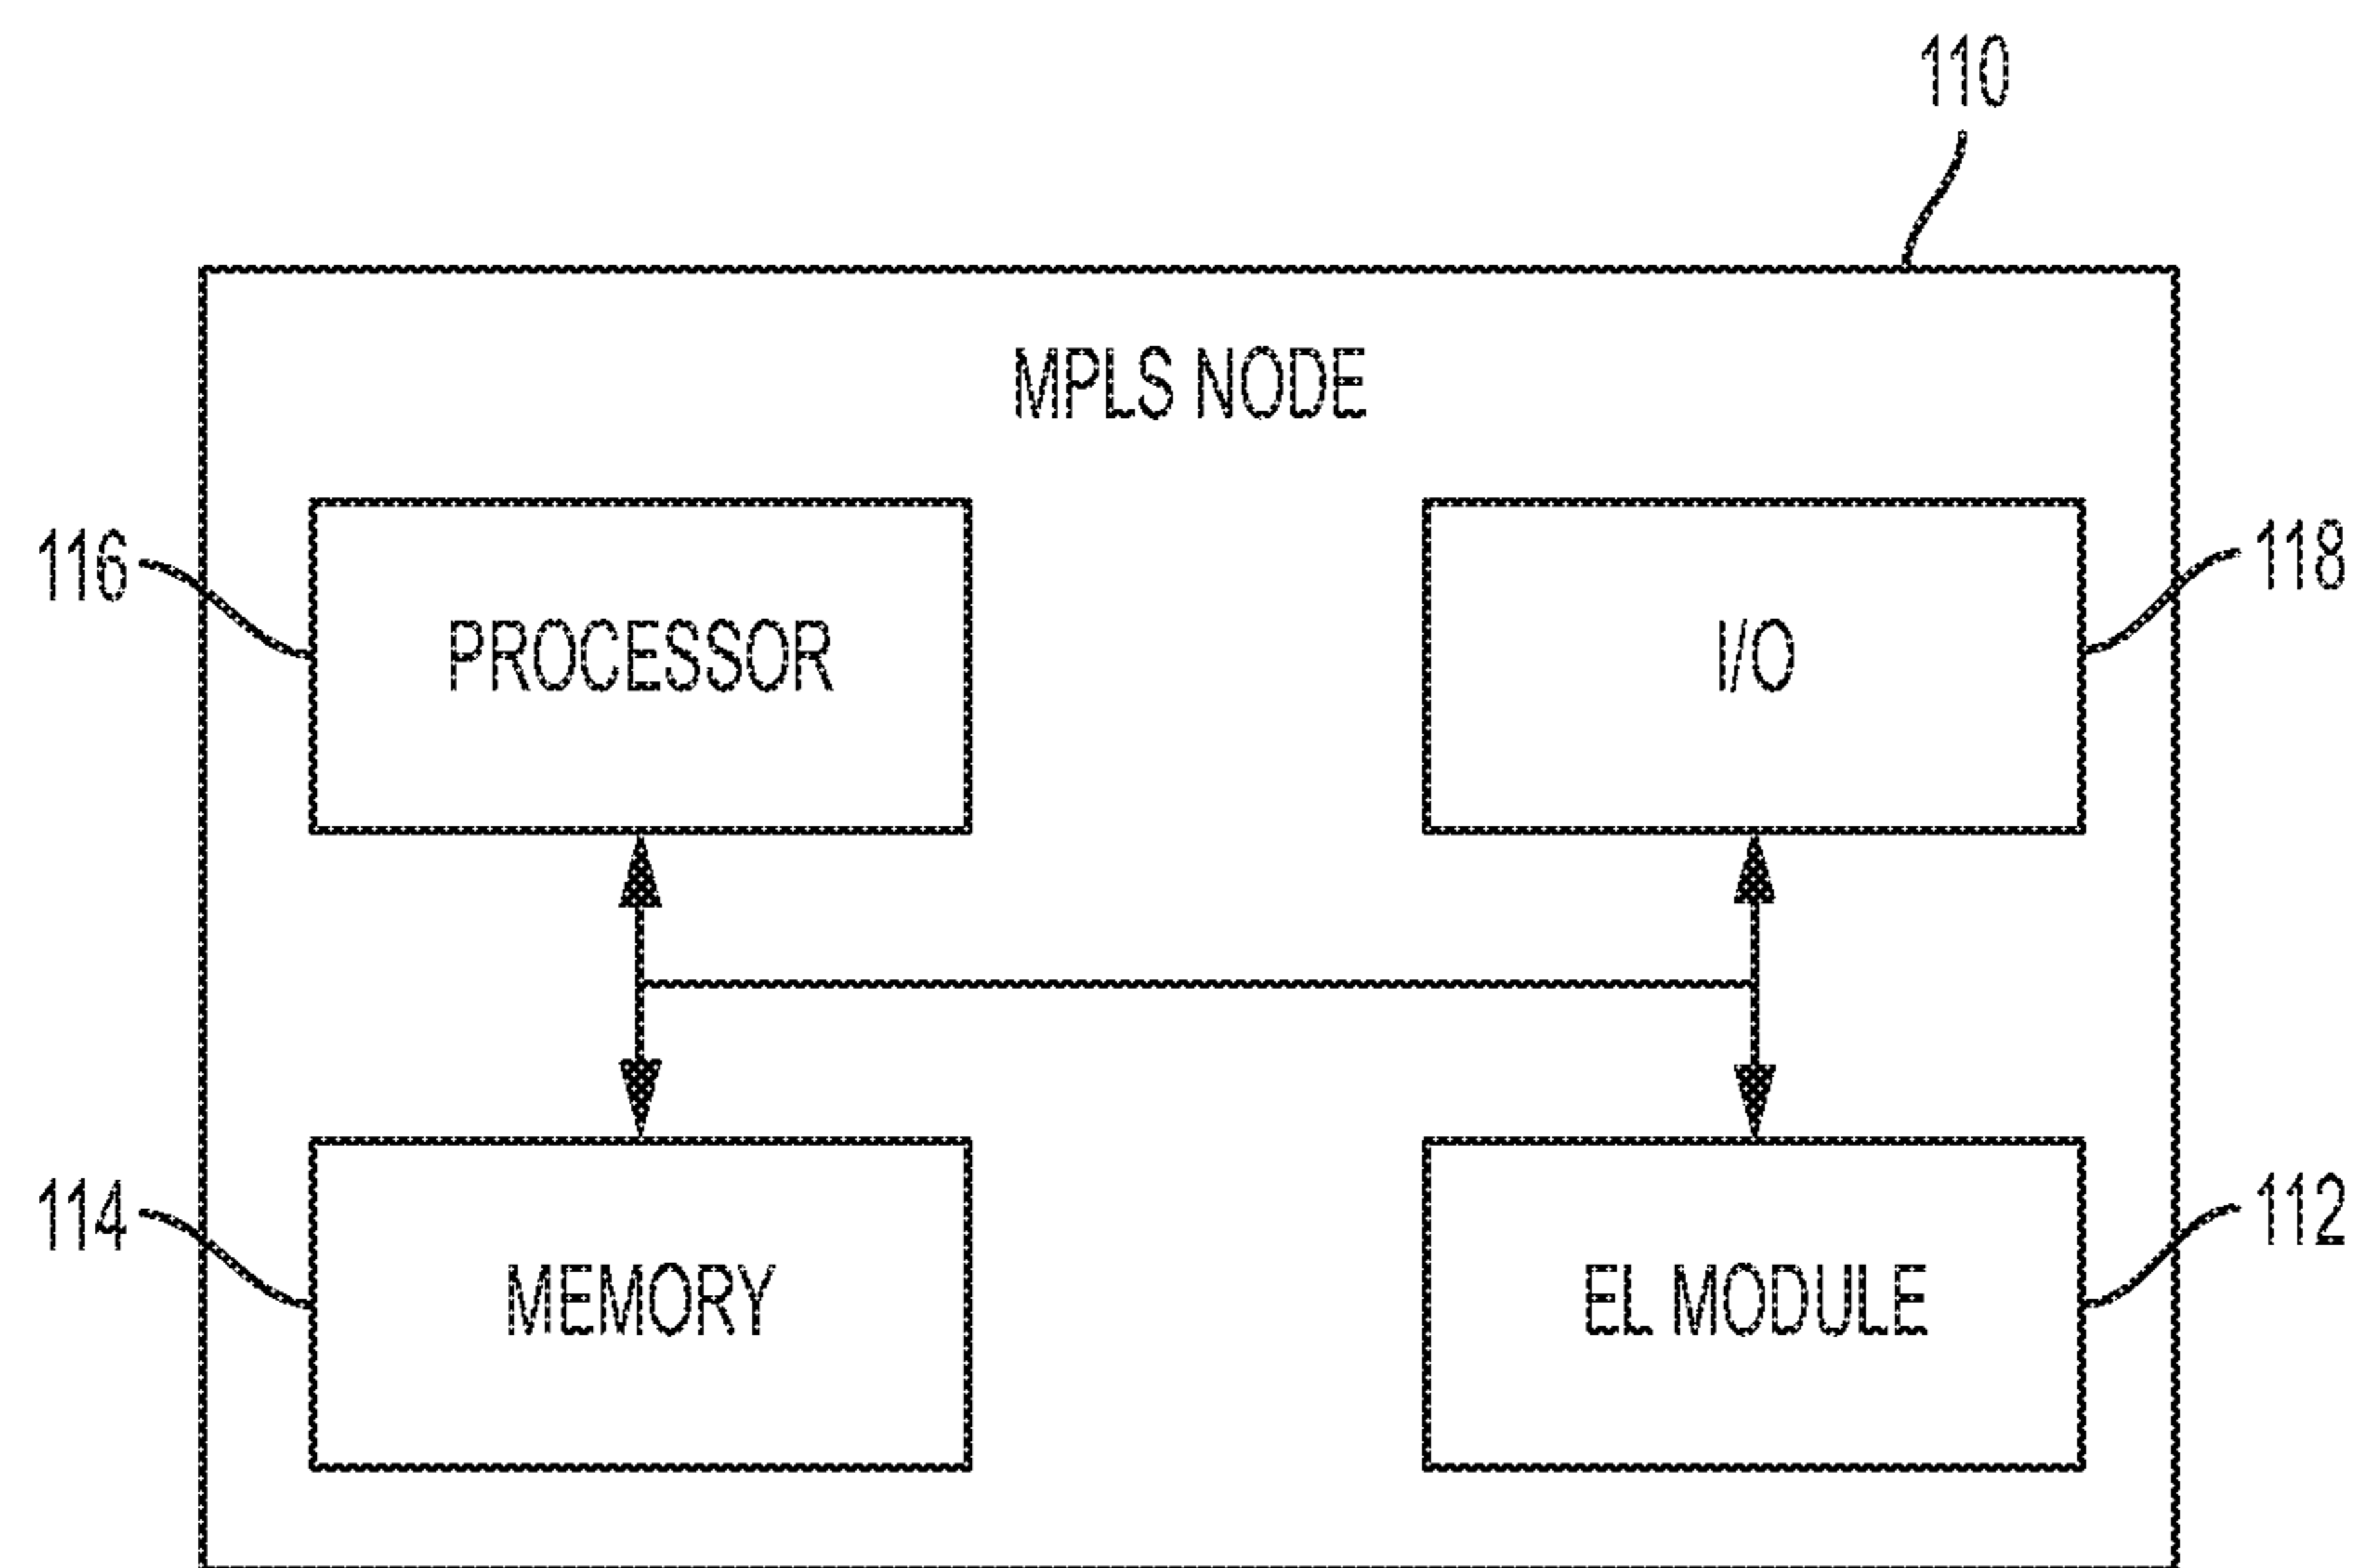 110
MPLS NODE
116
PROCESSOR
I/O
118
114
MEMORY
EL MODULE
112